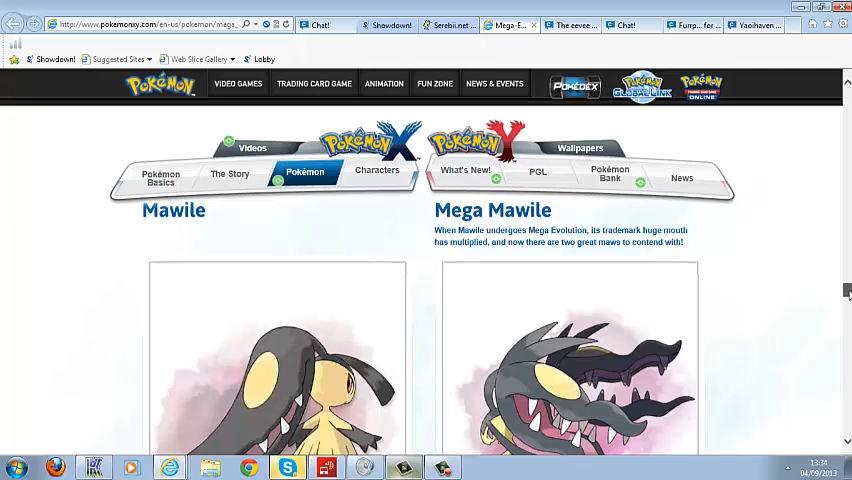 http://www.pokemonxy.com/en-us/pokemon/mega_
Chat!
Showdown!
Serebii.net ...
Mega-E...
The eevee ...
Chat!
Furrp... for ...
Yaoihaven ...
Showdown!
Suggested Sites
Web Slice Gallery
Lobby
Pokémon
VIDEO GAMES
TRADING CARD GAME
ANIMATION
FUN ZONE
NEWS & EVENTS
POKÉDEX
Pokémon
GLOBAL LINK
Pokémon
ONLINE
Videos
Pokémon X
Pokémon Y
Wallpapers
Pokémon
Basics
The Story
Pokémon
Characters
What's New!
PGL
Pokémon
Bank
News
Mawile
Mega Mawile
When Mawile undergoes Mega Evolution, its trademark huge mouth
has multiplied, and now there are two great maws to contend with!
13:34
04/09/2013